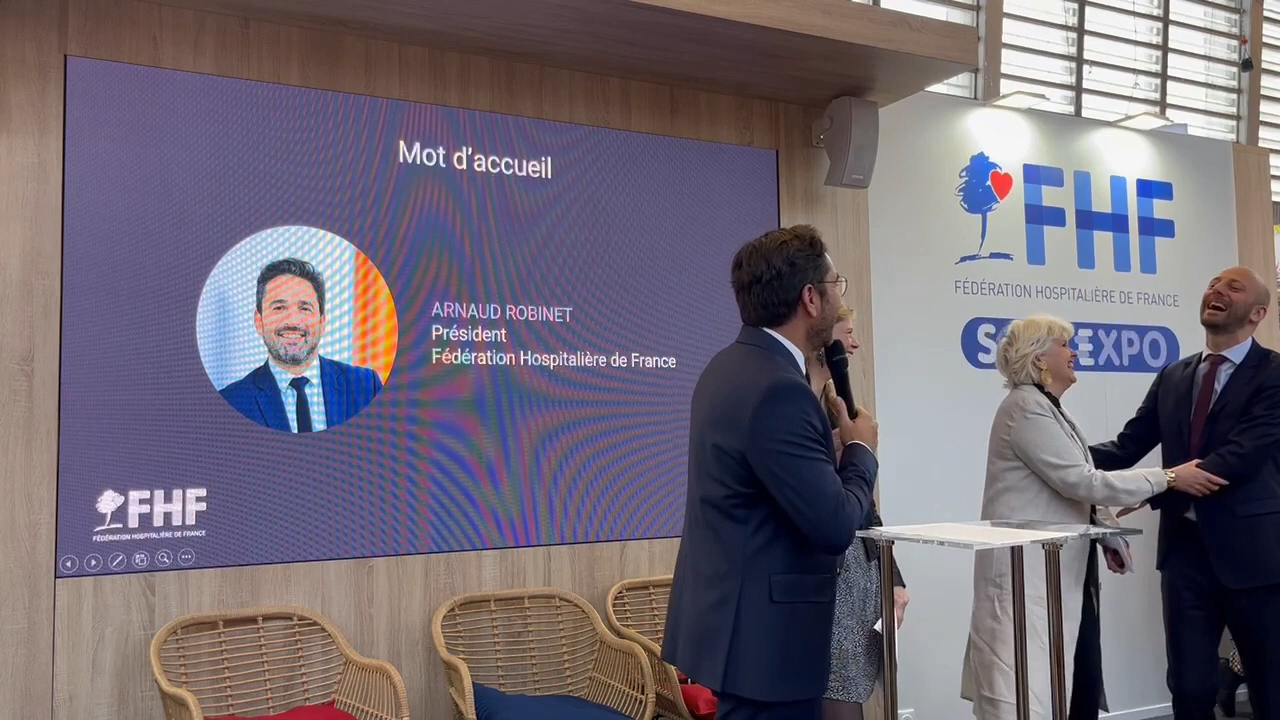 Mot d'accueil
ARNAUD ROBINET
Président
Fédération Hospitalière de France
FHF
FÉDÉRATION HOSPITALIÈRE DE FRANCE
FHF
FÉDÉRATION HOSPITALIÈRE DE FRANCE